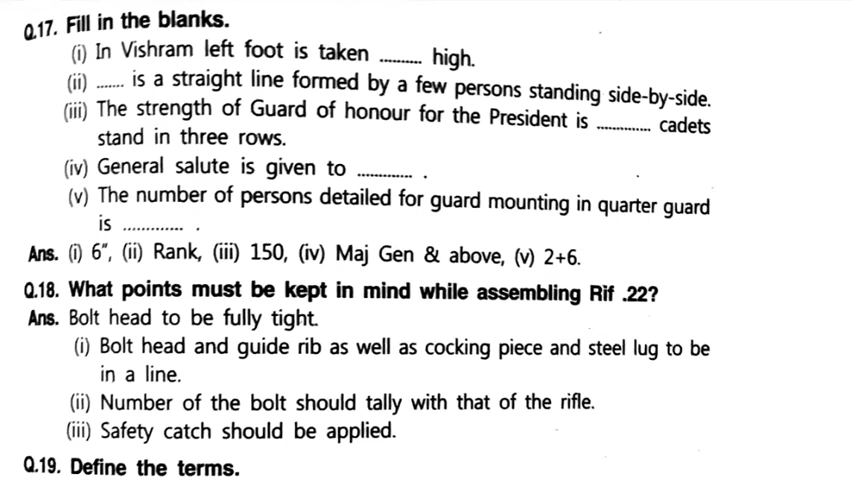 Q.17. Fill in the blanks.
(i) In Vishram left foot is taken .......... high.
(ii) ....... is a straight line formed by a few persons standing side-by-side.
(iii) The strength of Guard of honour for the President is .............. cadets
stand in three rows.
(iv) General salute is given to .............. .
(v) The number of persons detailed for guard mounting in quarter guard
is ............. .
Ans. (i) 6", (ii) Rank, (iii) 150, (iv) Maj Gen & above, (v) 2+6.
Q.18. What points must be kept in mind while assembling Rif .22?
Ans. Bolt head to be fully tight.
(i) Bolt head and guide rib as well as cocking piece and steel lug to be
in a line.
(ii) Number of the bolt should tally with that of the rifle.
(iii) Safety catch should be applied.
Q.19. Define the terms.